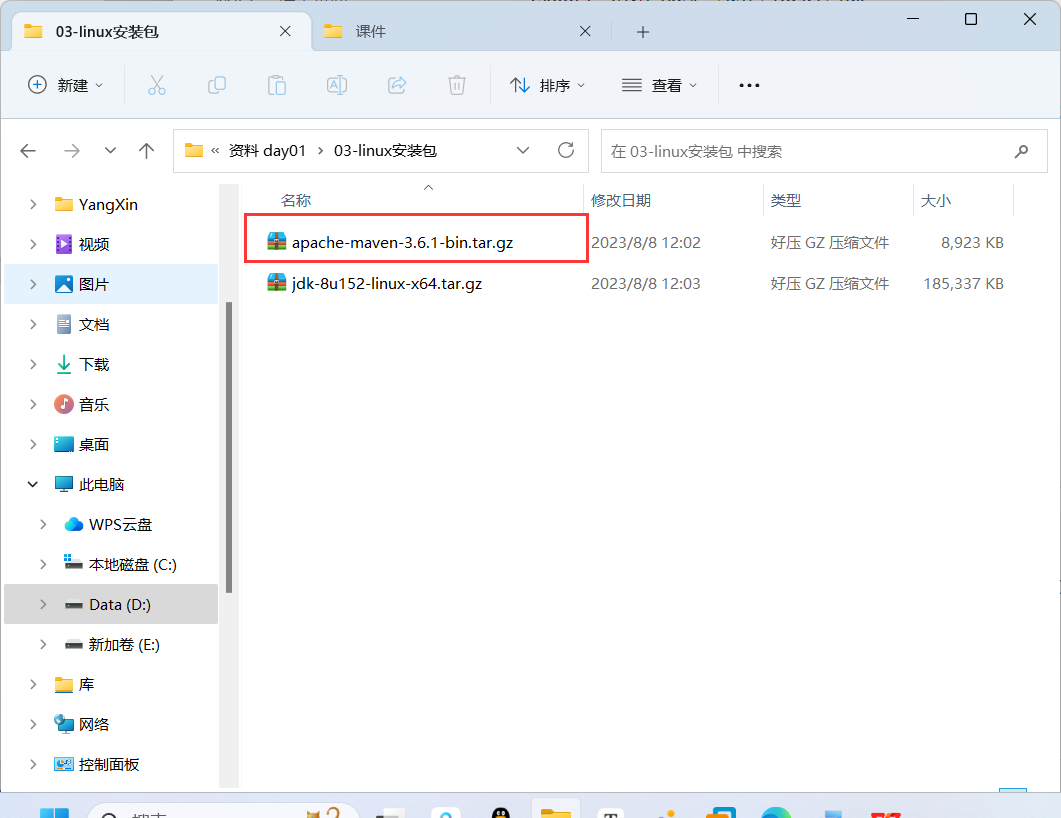 03-linux安装包
课件
新建
排序
查看
« 资料 day01 › 03-linux安装包
在 03-linux安装包 中搜索
名称 修改日期 类型 大小
apache-maven-3.6.1-bin.tar.gz 2023/8/8 12:02 好压 GZ 压缩文件 8,923 KB
jdk-8u152-linux-x64.tar.gz 2023/8/8 12:03 好压 GZ 压缩文件 185,337 KB
YangXin
视频
图片
文档
下载
音乐
桌面
此电脑
WPS云盘
本地磁盘 (C:)
Data (D:)
新加卷 (E:)
库
网络
控制面板
搜索